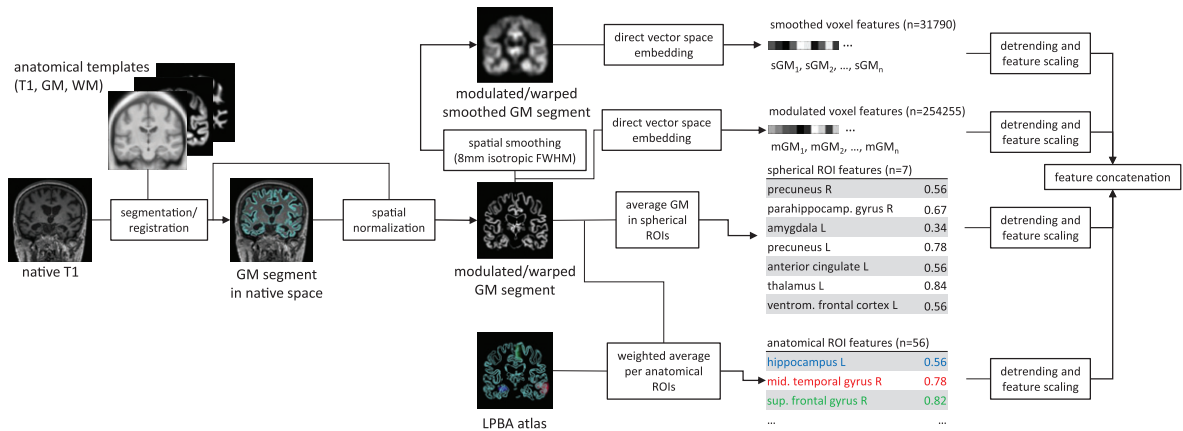 anatomical templates
(T1, GM, WM)
native T1
segmentation/
registration
GM segment
in native space
spatial
normalization
modulated/warped
smoothed GM segment
spatial smoothing
(8mm isotropic FWHM)
modulated/warped
GM segment
LPBA atlas
direct vector space
embedding
direct vector space
embedding
average GM
in spherical
ROIs
weighted average
per anatomical
ROIs
smoothed voxel features (n=31790)
...
sGM1, sGM2, ..., sGMn
modulated voxel features (n=254255)
...
mGM1, mGM2, ..., mGMn
spherical ROI features (n=7)
precuneus R 0.56
parahippocamp. gyrus R 0.67
amygdala L 0.34
precuneus L 0.78
anterior cingulate L 0.56
thalamus L 0.84
ventrom. frontal cortex L 0.56
anatomical ROI features (n=56)
hippocampus L 0.56
mid. temporal gyrus R 0.78
sup. frontal gyrus R 0.82
... ...
detrending and
feature scaling
detrending and
feature scaling
feature concatenation
detrending and
feature scaling
detrending and
feature scaling